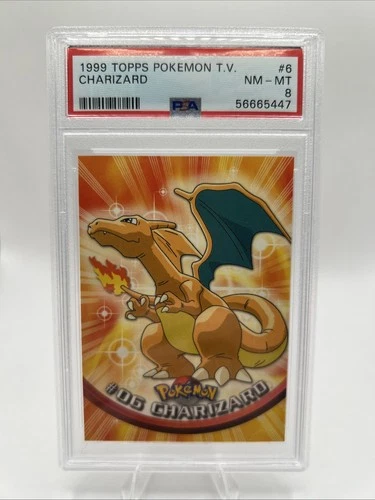 1999 TOPPS POKEMON T.V. #6
CHARIZARD NM – MT
8
PSA 56665447
POKéMON
#06 CHARIZARD